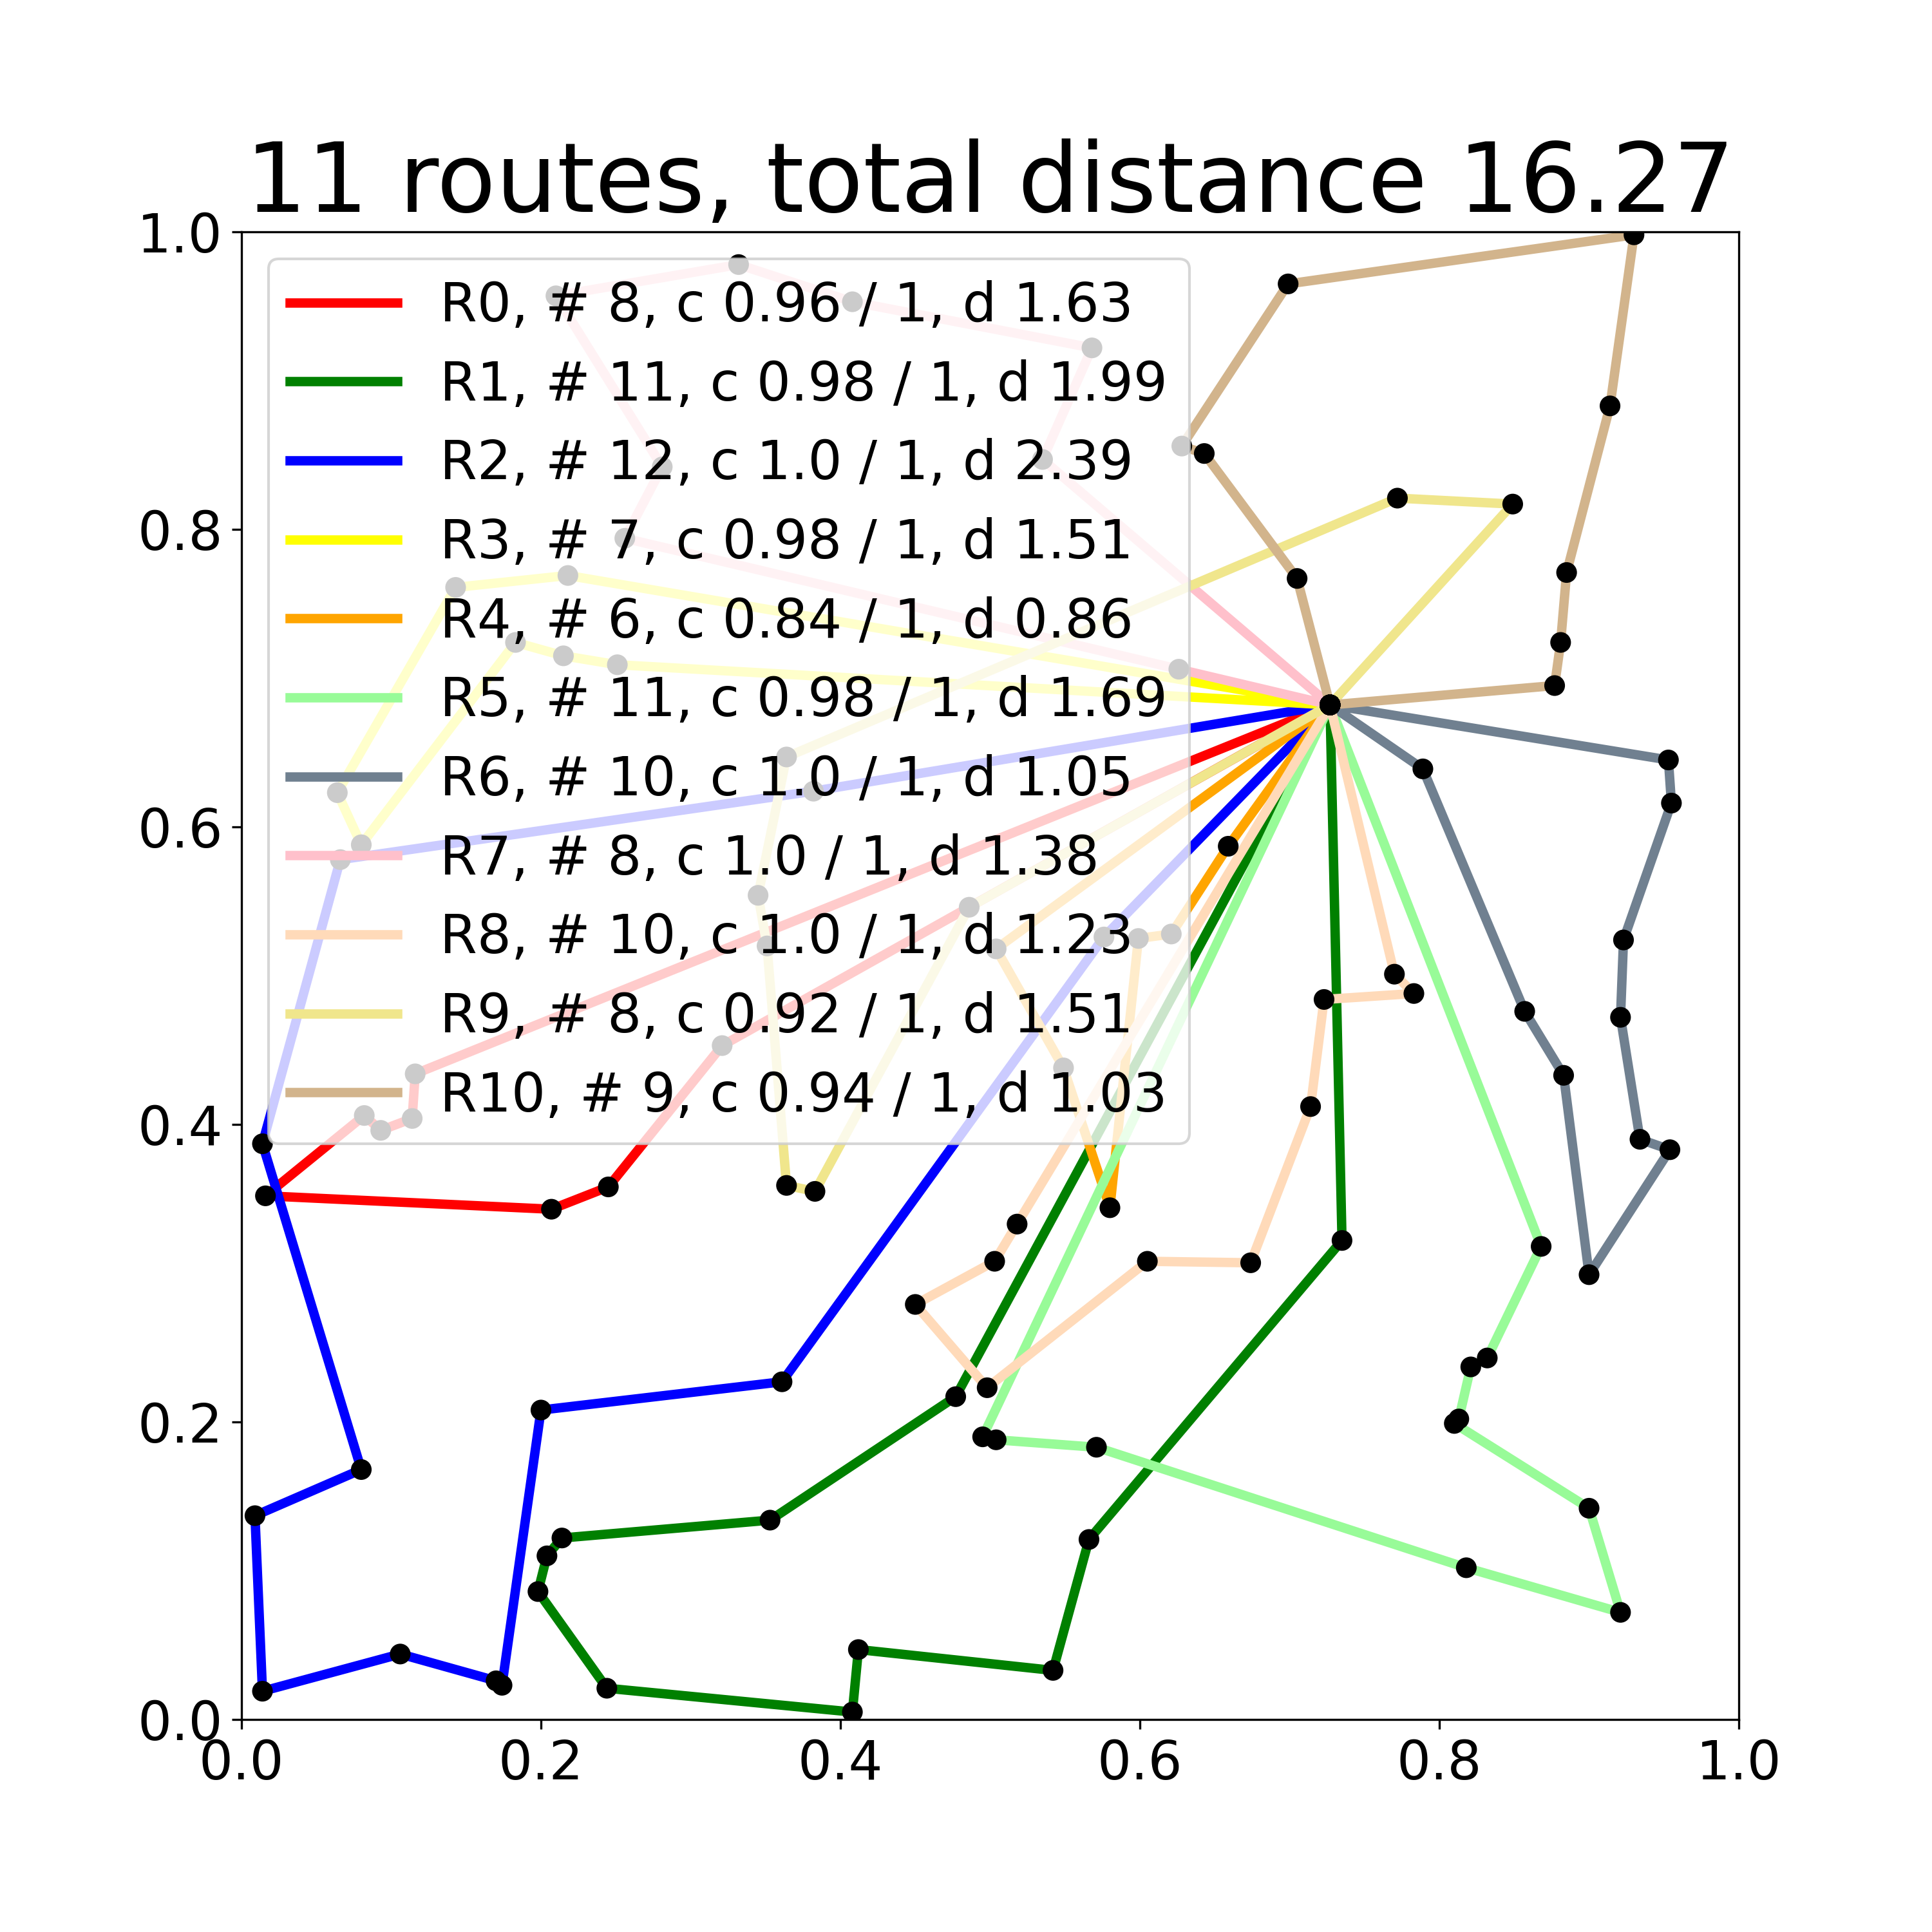 11 routes, total distance 16.27
1.0
0.8
0.6
0.4
0.2
0.0
R0, # 8, c 0.96 / 1, d 1.63
R1, # 11, c 0.98 / 1, d 1.99
R2, # 12, c 1.0 / 1, d 2.39
R3, # 7, c 0.98 / 1, d 1.51
R4, # 6, c 0.84 / 1, d 0.86
R5, # 11, c 0.98 / 1, d 1.69
R6, # 10, c 1.0 / 1, d 1.05
R7, # 8, c 1.0 / 1, d 1.38
R8, # 10, c 1.0 / 1, d 1.23
R9, # 8, c 0.92 / 1, d 1.51
R10, # 9, c 0.94 / 1, d 1.03
0.0 0.2 0.4 0.6 0.8 1.0